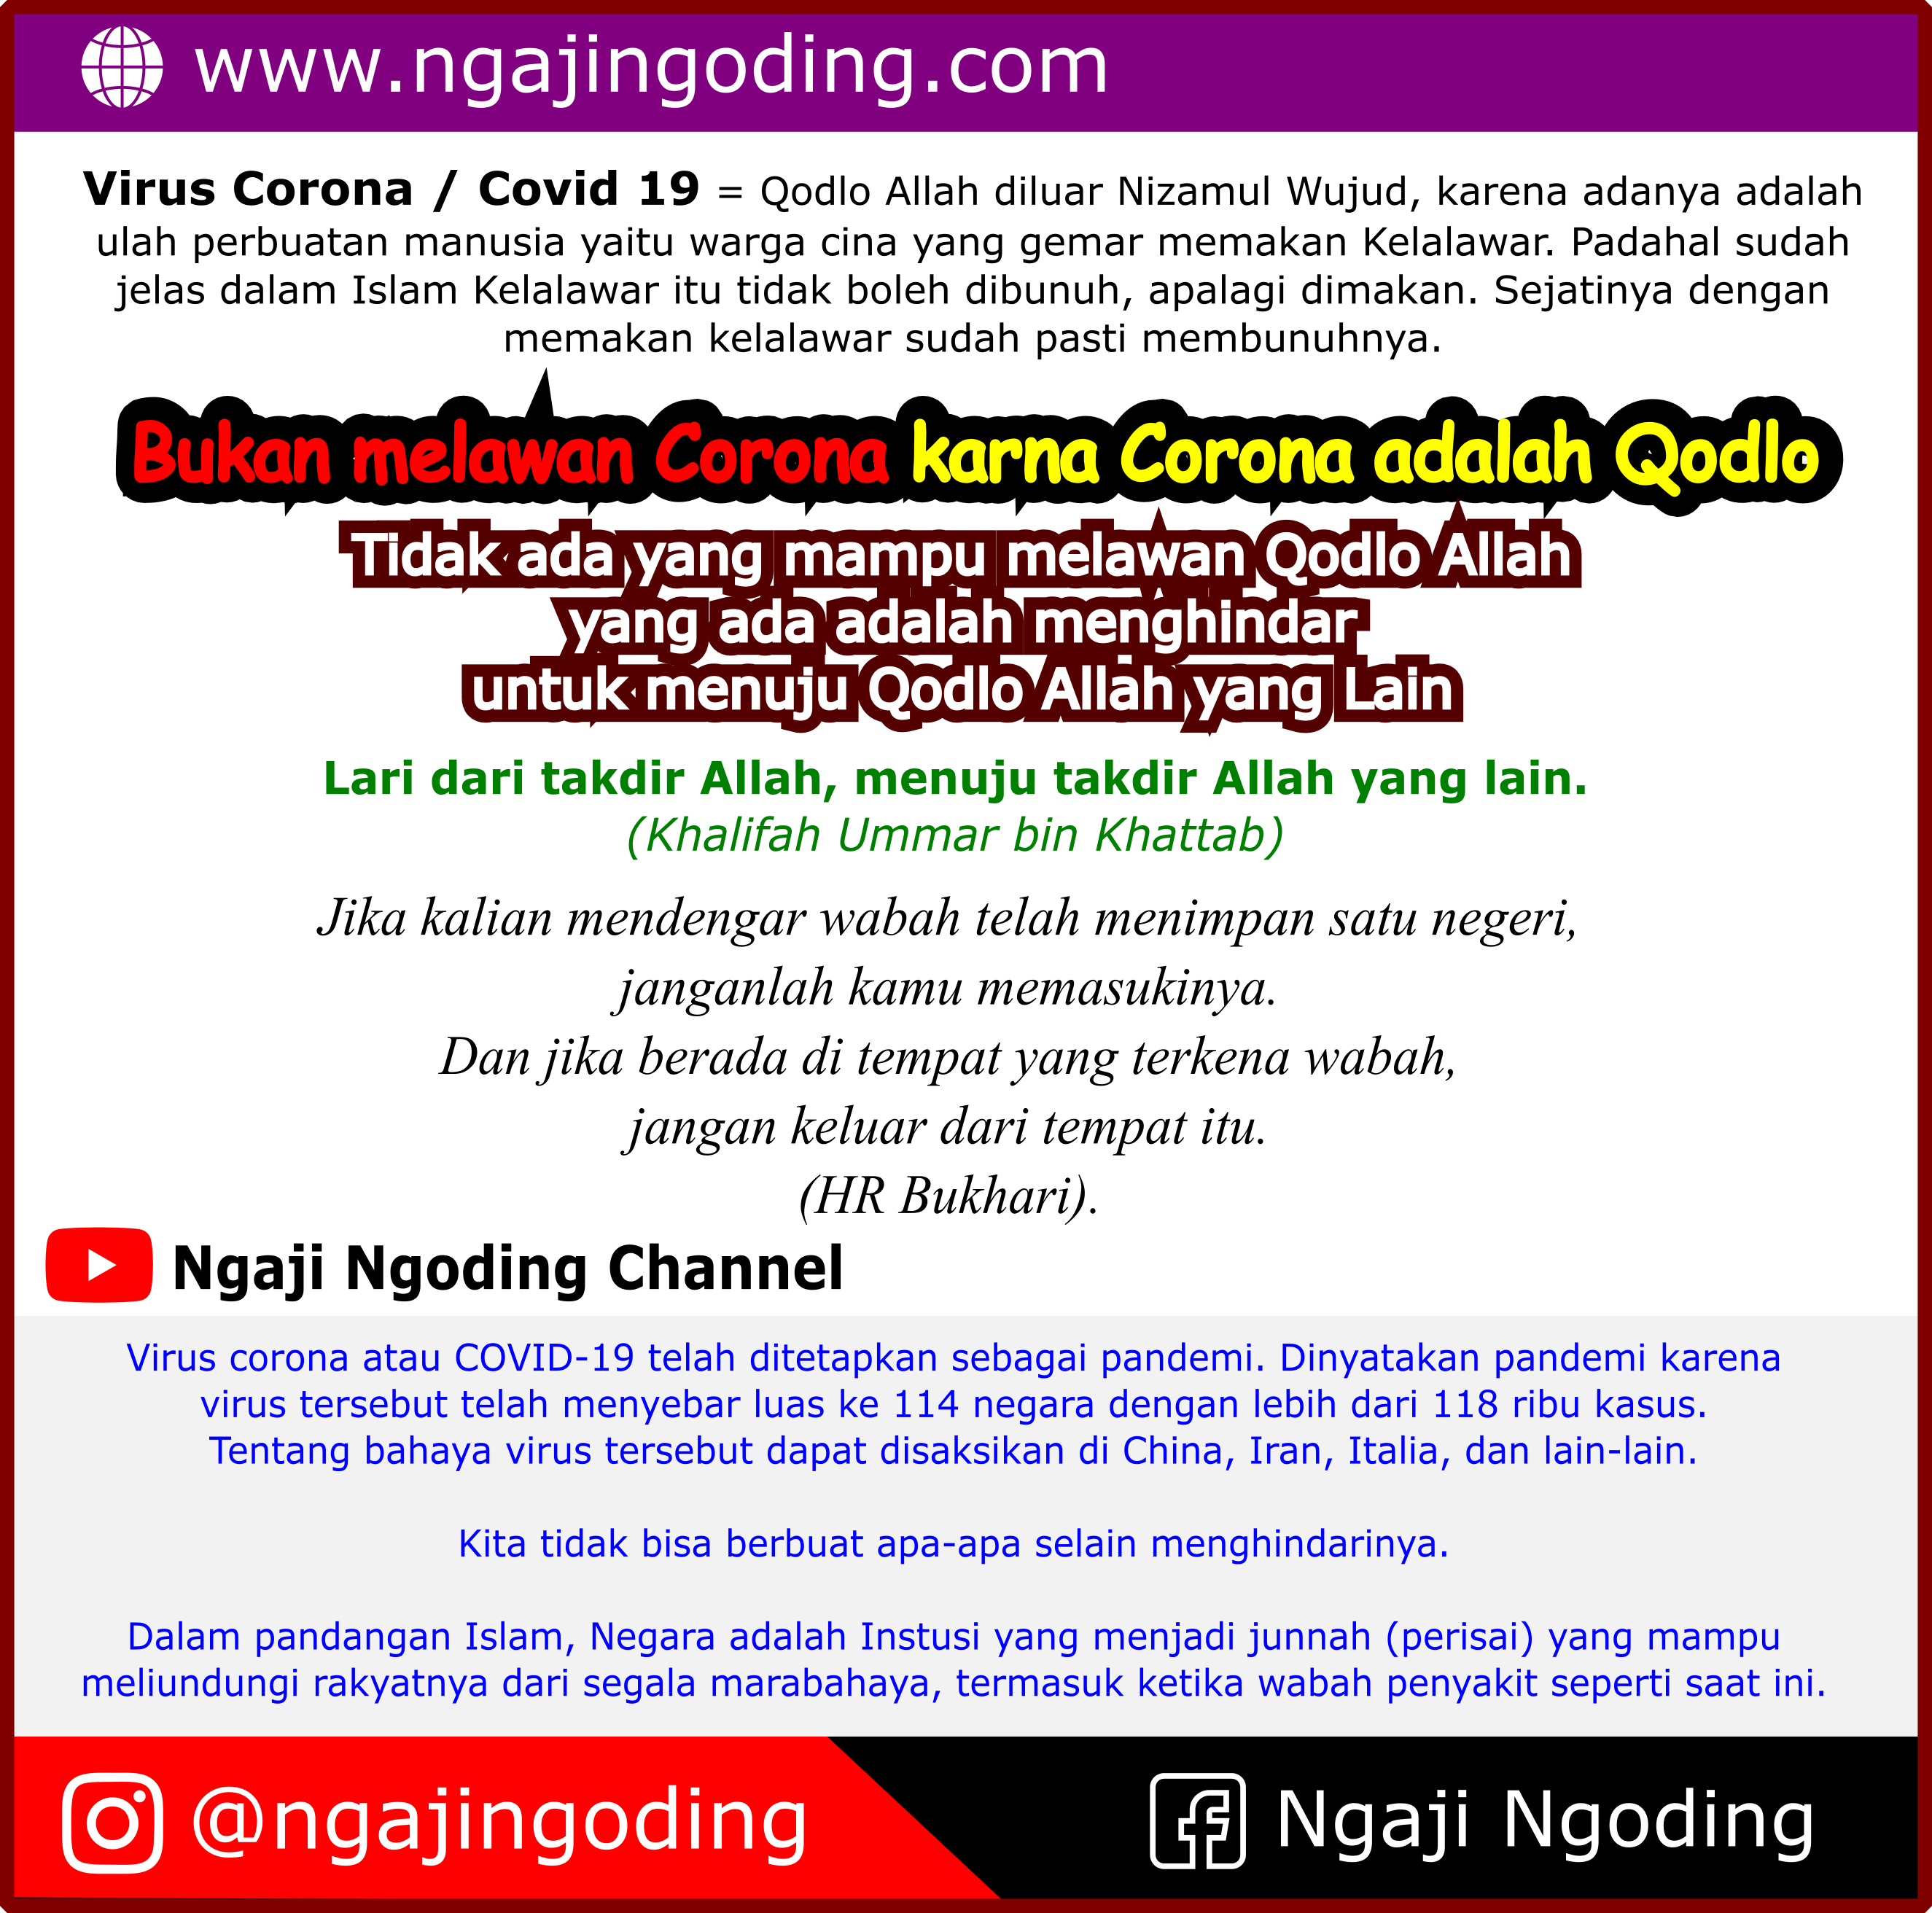 www.ngajingoding.com
Virus Corona / Covid 19 = Qodlo Allah diluar Nizamul Wujud, karena adanya adalah
ulah perbuatan manusia yaitu warga cina yang gemar memakan Kelalawar. Padahal sudah
jelas dalam Islam Kelalawar itu tidak boleh dibunuh, apalagi dimakan. Sejatinya dengan
memakan kelalawar sudah pasti membunuhnya.
Bukan melawan Corona karna Corona adalah Qodlo
Tidak ada yang mampu melawan Qodlo Allah
yang ada adalah menghindar
untuk menuju Qodlo Allah yang Lain
Lari dari takdir Allah, menuju takdir Allah yang lain.
(Khalifah Ummar bin Khattab)
Jika kalian mendengar wabah telah menimpan satu negeri,
janganlah kamu memasukinya.
Dan jika berada di tempat yang terkena wabah,
jangan keluar dari tempat itu.
(HR Bukhari).
Ngaji Ngoding Channel
Virus corona atau COVID-19 telah ditetapkan sebagai pandemi. Dinyatakan pandemi karena
virus tersebut telah menyebar luas ke 114 negara dengan lebih dari 118 ribu kasus.
Tentang bahaya virus tersebut dapat disaksikan di China, Iran, Italia, dan lain-lain.
Kita tidak bisa berbuat apa-apa selain menghindarinya.
Dalam pandangan Islam, Negara adalah Instusi yang menjadi junnah (perisai) yang mampu
meliundungi rakyatnya dari segala marabahaya, termasuk ketika wabah penyakit seperti saat ini.
@ngajingoding
Ngaji Ngoding